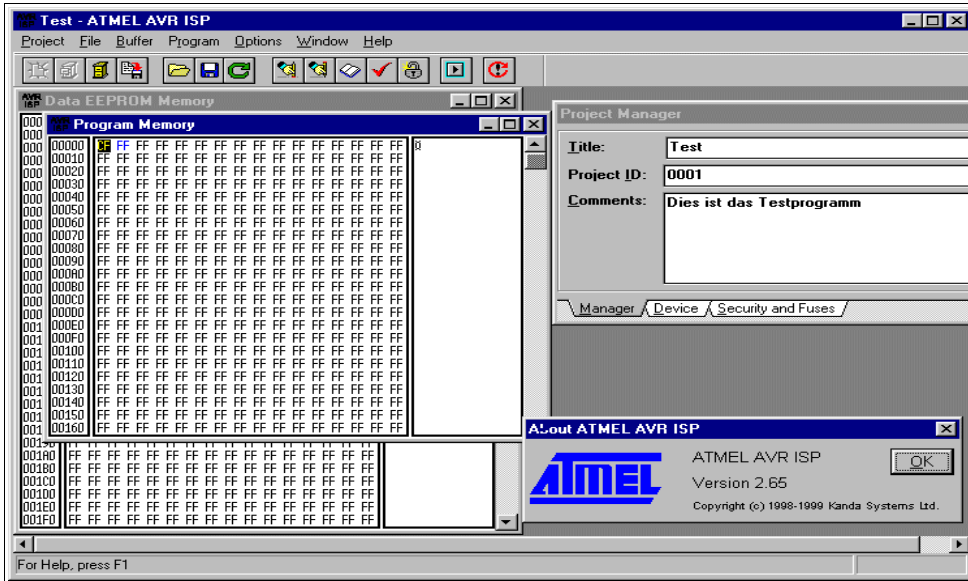 Test - ATMEL AVR ISP
Project File Buffer Program Options Window Help
Data EEPROM Memory
Program Memory
00000 FF FF FF FF FF FF FF FF FF FF FF FF FF FF FF
00010 FF FF FF FF FF FF FF FF FF FF FF FF FF FF FF FF
00020 FF FF FF FF FF FF FF FF FF FF FF FF FF FF FF FF
00030 FF FF FF FF FF FF FF FF FF FF FF FF FF FF FF FF
00040 FF FF FF FF FF FF FF FF FF FF FF FF FF FF FF FF
00050 FF FF FF FF FF FF FF FF FF FF FF FF FF FF FF FF
00060 FF FF FF FF FF FF FF FF FF FF FF FF FF FF FF FF
00070 FF FF FF FF FF FF FF FF FF FF FF FF FF FF FF FF
00080 FF FF FF FF FF FF FF FF FF FF FF FF FF FF FF FF
00090 FF FF FF FF FF FF FF FF FF FF FF FF FF FF FF FF
000A0 FF FF FF FF FF FF FF FF FF FF FF FF FF FF FF FF
000B0 FF FF FF FF FF FF FF FF FF FF FF FF FF FF FF FF
000C0 FF FF FF FF FF FF FF FF FF FF FF FF FF FF FF FF
000D0 FF FF FF FF FF FF FF FF FF FF FF FF FF FF FF FF
000E0 FF FF FF FF FF FF FF FF FF FF FF FF FF FF FF FF
000F0 FF FF FF FF FF FF FF FF FF FF FF FF FF FF FF FF
00100 FF FF FF FF FF FF FF FF FF FF FF FF FF FF FF FF
00110 FF FF FF FF FF FF FF FF FF FF FF FF FF FF FF FF
00120 FF FF FF FF FF FF FF FF FF FF FF FF FF FF FF FF
00130 FF FF FF FF FF FF FF FF FF FF FF FF FF FF FF FF
00140 FF FF FF FF FF FF FF FF FF FF FF FF FF FF FF FF
00150 FF FF FF FF FF FF FF FF FF FF FF FF FF FF FF FF
00160 FF FF FF FF FF FF FF FF FF FF FF FF FF FF FF FF
001A0 FF FF FF FF FF FF FF FF FF FF FF FF FF FF FF FF
001B0 FF FF FF FF FF FF FF FF FF FF FF FF FF FF FF FF
001C0 FF FF FF FF FF FF FF FF FF FF FF FF FF FF FF FF
001D0 FF FF FF FF FF FF FF FF FF FF FF FF FF FF FF FF
001E0 FF FF FF FF FF FF FF FF FF FF FF FF FF FF FF FF
001F0 FF FF FF FF FF FF FF FF FF FF FF FF FF FF FF FF
Project Manager
Title: Test
Project ID: 0001
Comments: Dies ist das Testprogramm
Manager Device Security and Fuses
About ATMEL AVR ISP
ATMEL
ATMEL AVR ISP
OK
Version 2.65
Copyright (c) 1998-1999 Kanda Systems Ltd.
For Help, press F1